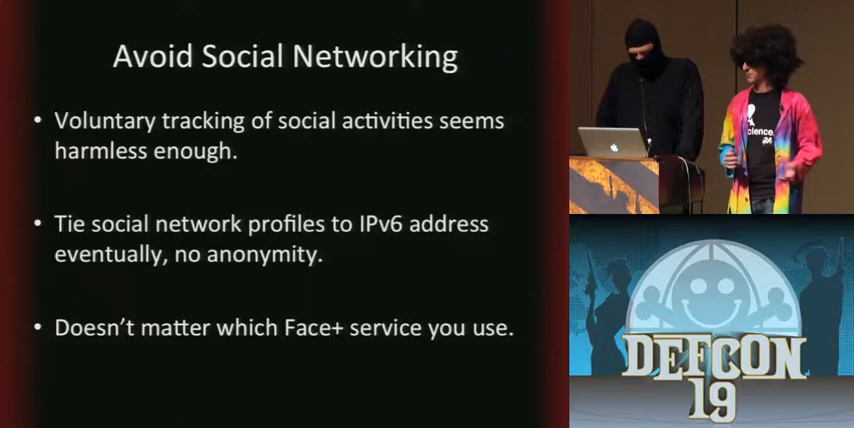 Avoid Social Networking
• Voluntary tracking of social activities seems
harmless enough.
• Tie social network profiles to IPv6 address
eventually, no anonymity.
• Doesn't matter which Face+ service you use.
DEFCON
19